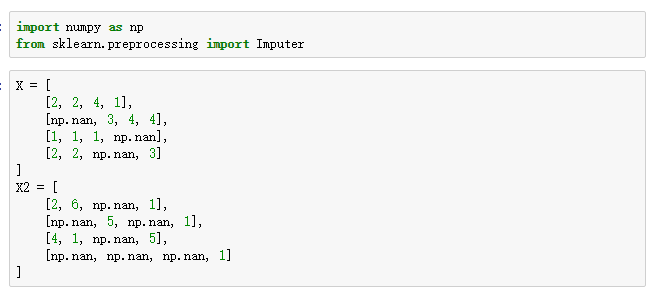 import numpy as np
from sklearn.preprocessing import Imputer
X = [
    [2, 2, 4, 1],
    [np.nan, 3, 4, 4],
    [1, 1, 1, np.nan],
    [2, 2, np.nan, 3]
]
X2 = [
    [2, 6, np.nan, 1],
    [np.nan, 5, np.nan, 1],
    [4, 1, np.nan, 5],
    [np.nan, np.nan, np.nan, 1]
]